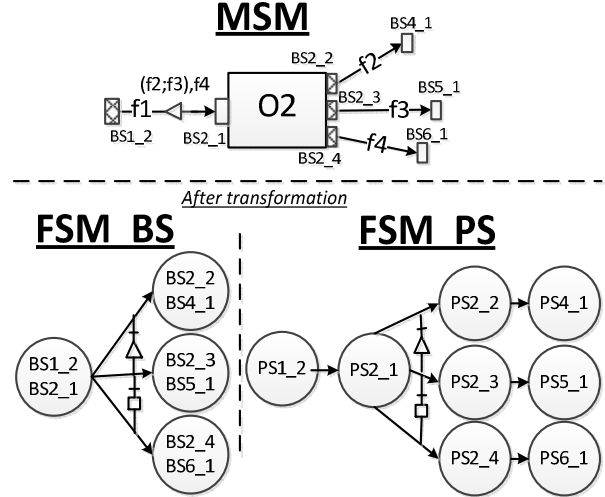 MSM
BS4_1
BS2_2
f2
(f2;f3),f4
f1
O2
BS2_3
f3
BS5_1
BS1_2
BS2_1
BS2_4
f4
BS6_1
After transformation
FSM_BS
FSM_PS
BS2_2
BS4_1
BS1_2
BS2_1
BS2_3
BS5_1
BS2_4
BS6_1
PS1_2
PS2_1
PS2_2
PS4_1
PS2_3
PS5_1
PS2_4
PS6_1